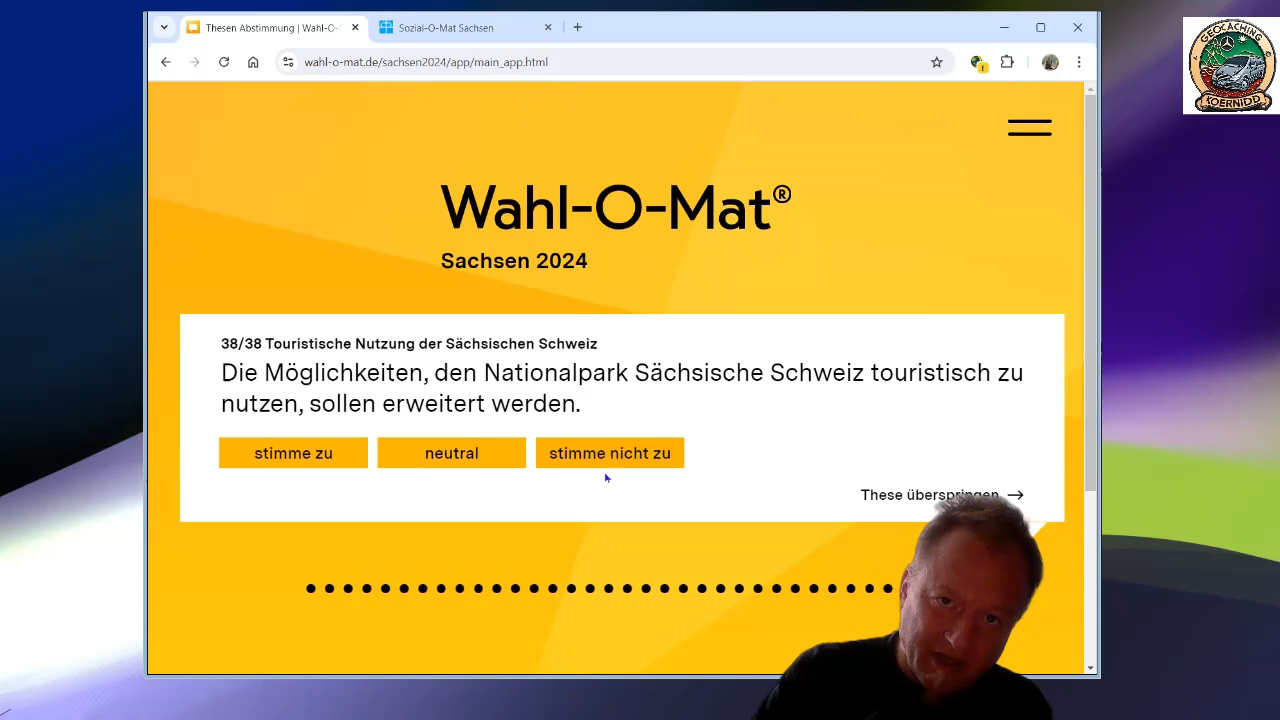 Thesen Abstimmung | Wahl-O-
Sozial-O-Mat Sachsen
wahl-o-mat.de/sachsen2024/app/main_app.html
GEOCACHING
KOERNIDD
Wahl-O-Mat®
Sachsen 2024
38/38 Touristische Nutzung der Sächsischen Schweiz
Die Möglichkeiten, den Nationalpark Sächsische Schweiz touristisch zu
nutzen, sollen erweitert werden.
stimme zu
neutral
stimme nicht zu
These überspringen